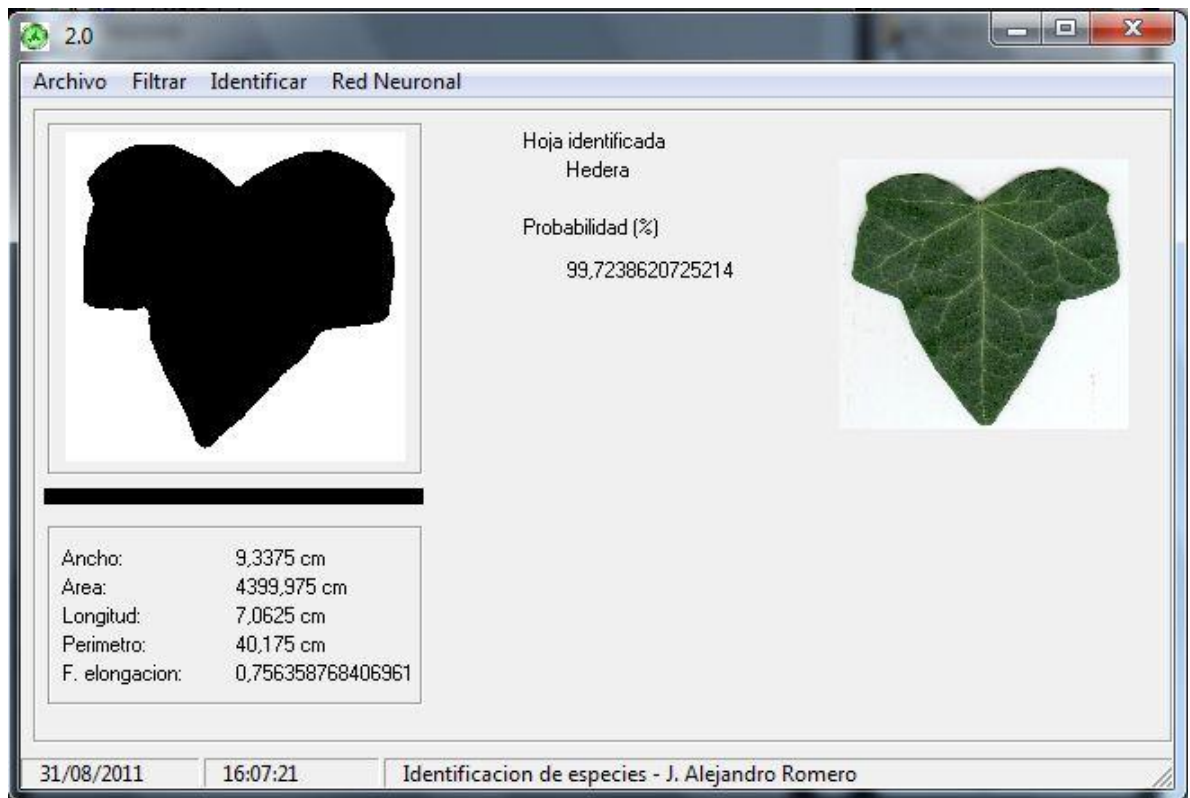 2.0
Archivo Filtrar Identificar Red Neuronal
Hoja identificada
Hedera
Probabilidad (%)
99,7238620725214
Ancho: 9,3375 cm
Area: 4399,975 cm
Longitud: 7,0625 cm
Perimetro: 40,175 cm
F. elongacion: 0,756358768406961
31/08/2011 16:07:21 Identificacion de especies - J. Alejandro Romero